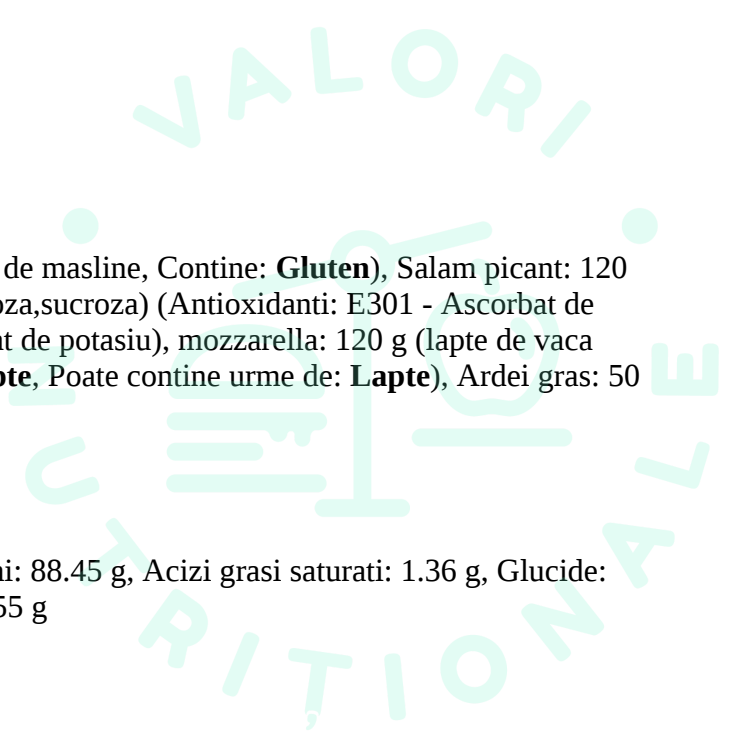 VALORI
de masline, Contine: Gluten), Salam picant: 120
oza,sucroza) (Antioxidanti: E301 - Ascorbat de
de potasiu), mozzarella: 120 g (lapte de vaca
Poate contine urme de: Lapte), Ardei gras: 50
88.45 g, Acizi grasi saturati: 1.36 g, Glucide:
55 g
NUTRITIONALE